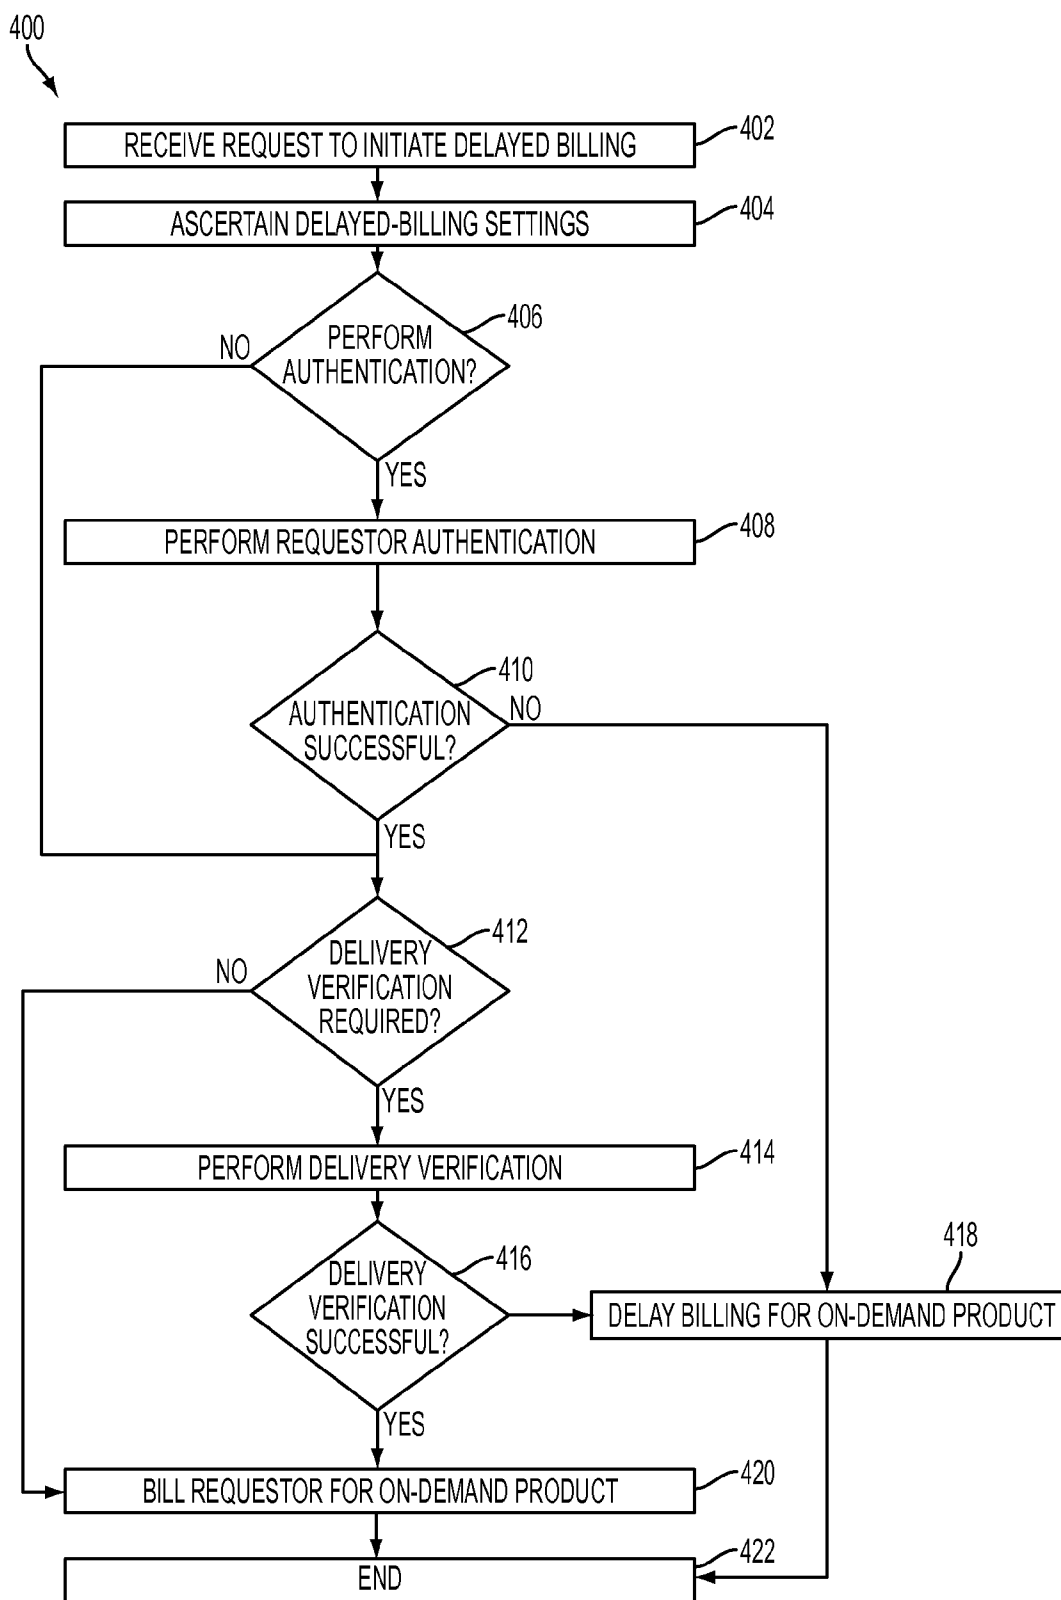 400
RECEIVE REQUEST TO INITIATE DELAYED BILLING
402
ASCERTAIN DELAYED-BILLING SETTINGS
404
406
PERFORM
AUTHENTICATION?
NO
YES
PERFORM REQUESTOR AUTHENTICATION
408
410
AUTHENTICATION
SUCCESSFUL?
NO
YES
412
DELIVERY
VERIFICATION
REQUIRED?
NO
YES
PERFORM DELIVERY VERIFICATION
414
416
DELIVERY
VERIFICATION
SUCCESSFUL?
418
DELAY BILLING FOR ON-DEMAND PRODUCT
YES
BILL REQUESTOR FOR ON-DEMAND PRODUCT
420
END
422